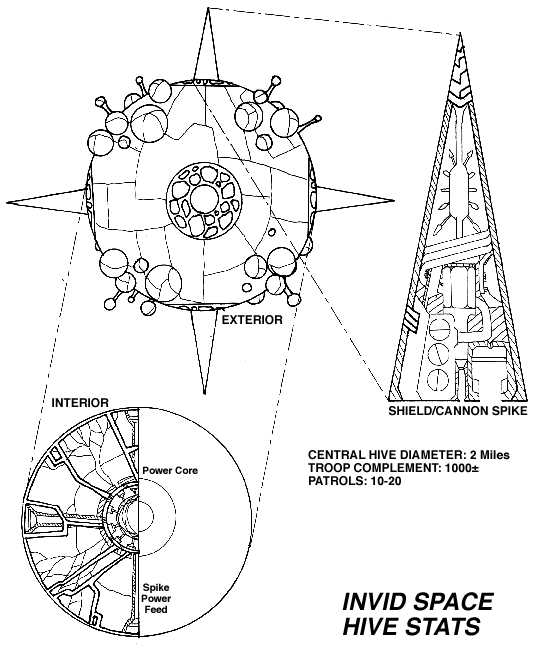 EXTERIOR
SHIELD/CANNON SPIKE
INTERIOR
Power Core
Spike
Power
Feed
CENTRAL HIVE DIAMETER: 2 Miles
TROOP COMPLEMENT: 1000±
PATROLS: 10-20
INVID SPACE
HIVE STATS